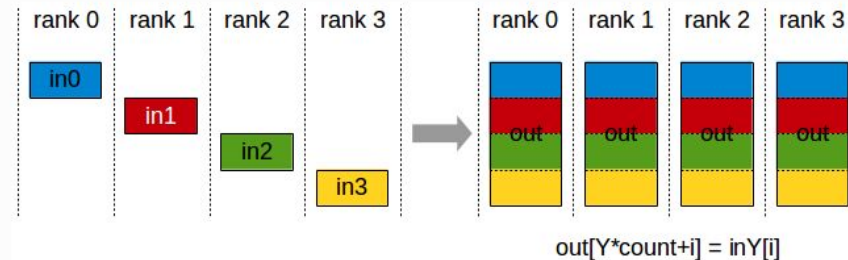 rank 0 rank 1 rank 2 rank 3 rank 0 rank 1 rank 2 rank 3
in0
in1
out out out out
in2
in3
out[Y*count+i] = inY[i]